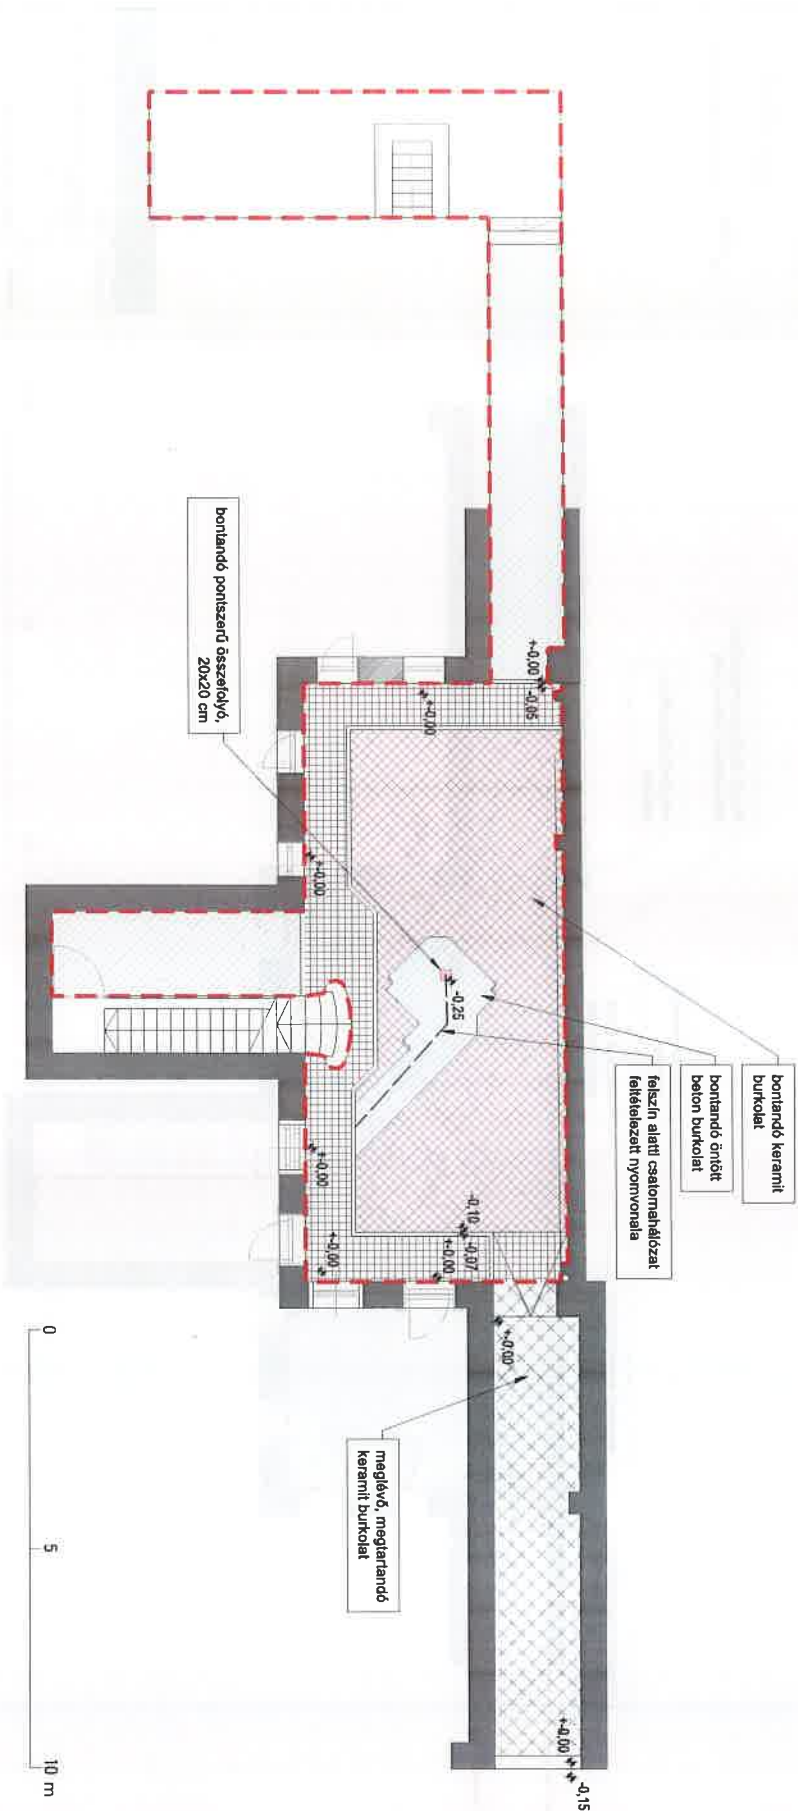 bontandó keramit
burkolat
bontandó öntött
beton burkolat
felszín alatti csatornahálózat
feltételezett nyomvonala
bontandó pontszerű összefolyó,
20x20 cm
meglévő, megtartandó
keramit burkolat
+-0,00
-0,05
+-0,00
+-0,00
-0,25
+-0,00
-0,10
-0,07
+-0,00
+-0,00
+-0,00
+-0,00
-0,15
0
5
10 m